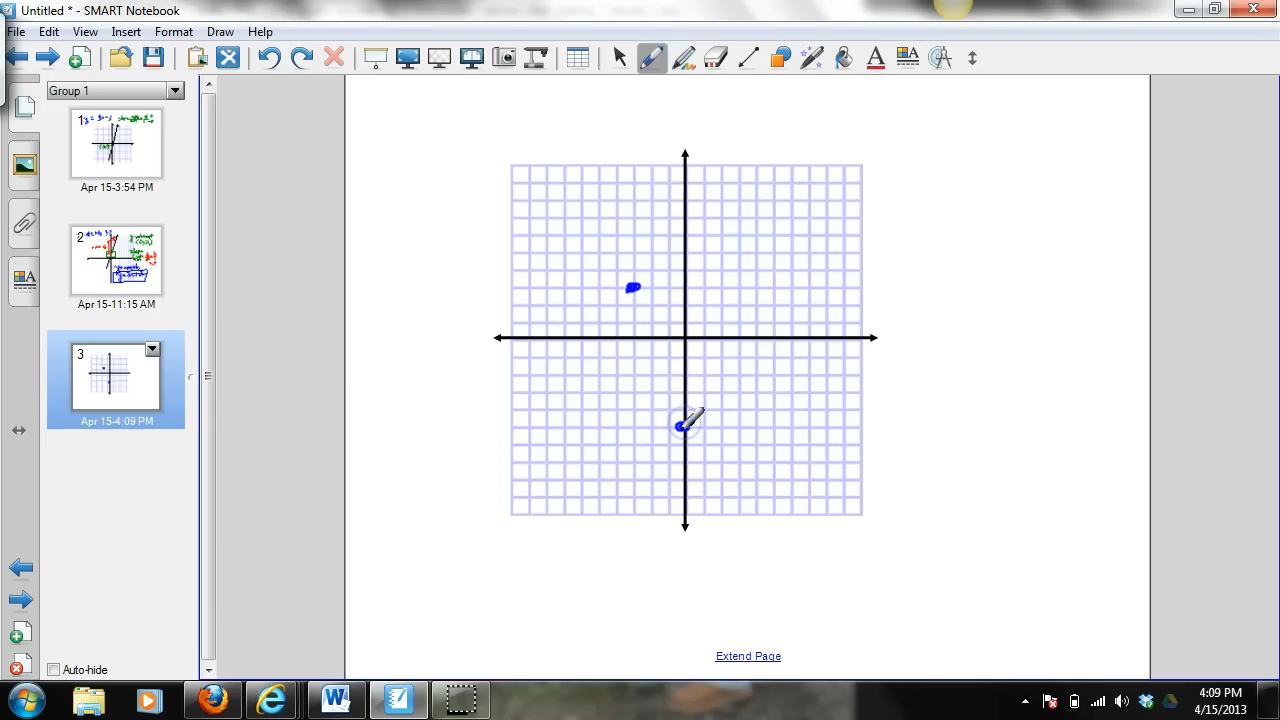 Untitled * - SMART Notebook
File Edit View Insert Format Draw Help
Group 1
1
Apr 15-3:54 PM
2
Apr 15-11:15 AM
3
Apr 15-4:09 PM
Auto-hide
Extend Page
4:09 PM
4/15/2013